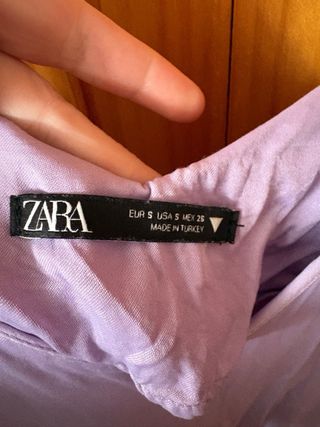 ZARA
EUR S USA S MEX 26
MADE IN TURKEY